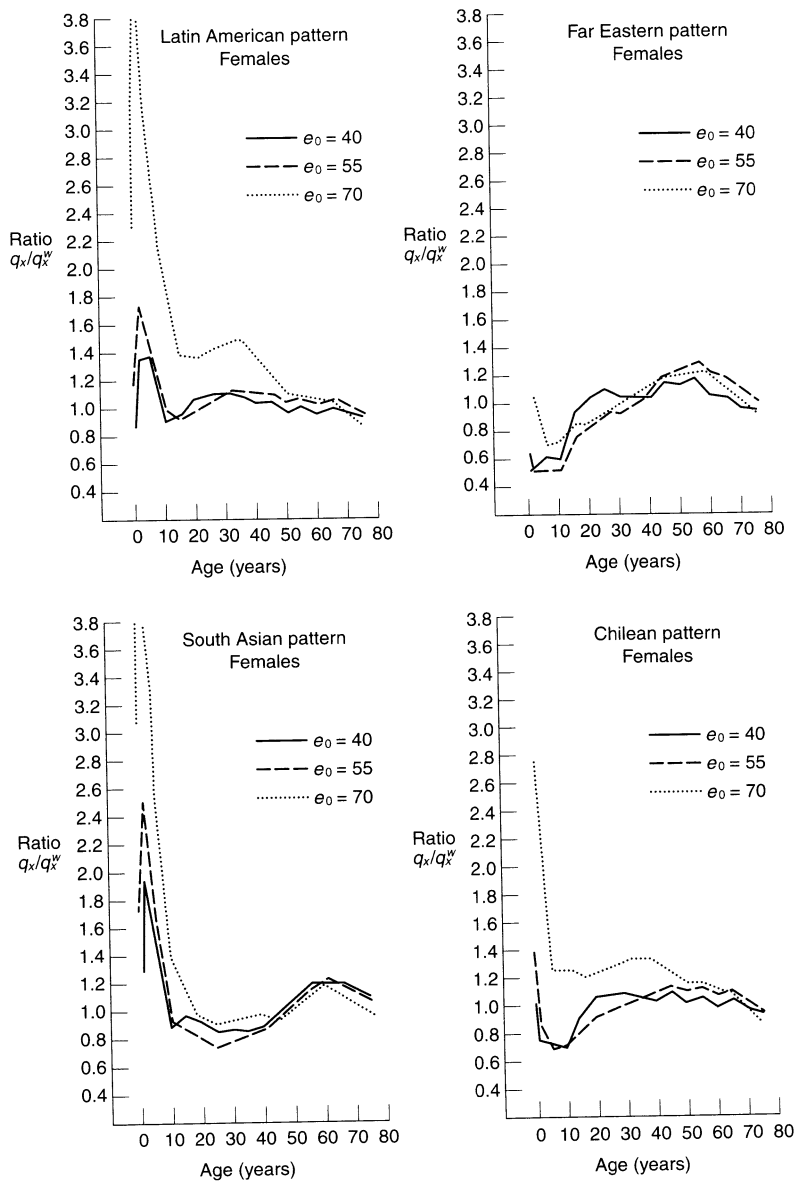 Latin American pattern
Females
3.8
3.6
3.4
3.2
3.0
2.8
2.6
2.4
2.2
2.0
1.8
1.6
1.4
1.2
1.0
0.8
0.6
0.4
Ratio
qₓ/qₓʷ
e₀ = 40
e₀ = 55
e₀ = 70
0 10 20 30 40 50 60 70 80
Age (years)
Far Eastern pattern
Females
3.8
3.6
3.4
3.2
3.0
2.8
2.6
2.4
2.2
2.0
1.8
1.6
1.4
1.2
1.0
0.8
0.6
0.4
Ratio
qₓ/qₓʷ
e₀ = 40
e₀ = 55
e₀ = 70
0 10 20 30 40 50 60 70 80
Age (years)
South Asian pattern
Females
3.8
3.6
3.4
3.2
3.0
2.8
2.6
2.4
2.2
2.0
1.8
1.6
1.4
1.2
1.0
0.8
0.6
0.4
Ratio
qₓ/qₓʷ
e₀ = 40
e₀ = 55
e₀ = 70
0 10 20 30 40 50 60 70 80
Age (years)
Chilean pattern
Females
3.8
3.6
3.4
3.2
3.0
2.8
2.6
2.4
2.2
2.0
1.8
1.6
1.4
1.2
1.0
0.8
0.6
0.4
Ratio
qₓ/qₓʷ
e₀ = 40
e₀ = 55
e₀ = 70
0 10 20 30 40 50 60 70 80
Age (years)